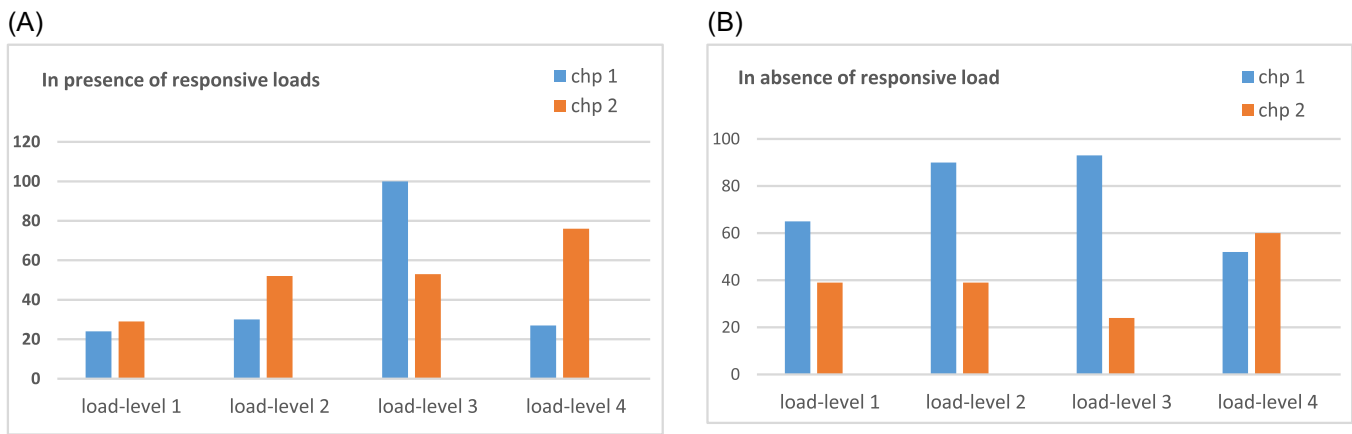 (A)
In presence of responsive loads
chp 1
chp 2
120
100
80
60
40
20
0
load-level 1 load-level 2 load-level 3 load-level 4
(B)
In absence of responsive load
chp 1
chp 2
100
80
60
40
20
0
load-level 1 load-level 2 load-level 3 load-level 4